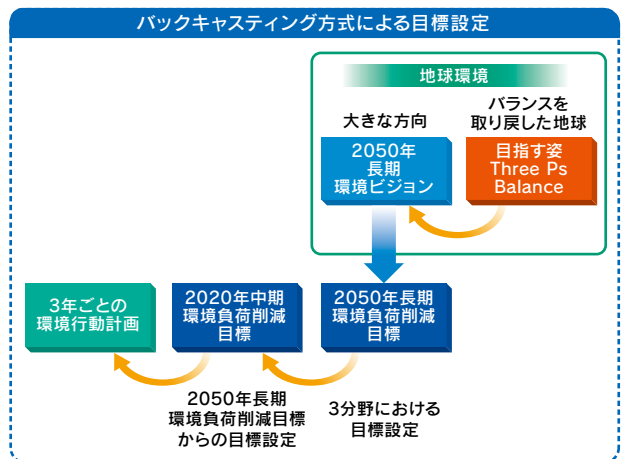 バックキャスティング方式による目標設定
地球環境
大きな方向
バランスを
取り戻した地球
2050年
長期
環境ビジョン
目指す姿
Three Ps
Balance
3年ごとの
環境行動計画
2020年中期
環境負荷削減
目標
2050年長期
環境負荷削減
目標
2050年長期
環境負荷削減目標
からの目標設定
3分野における
目標設定